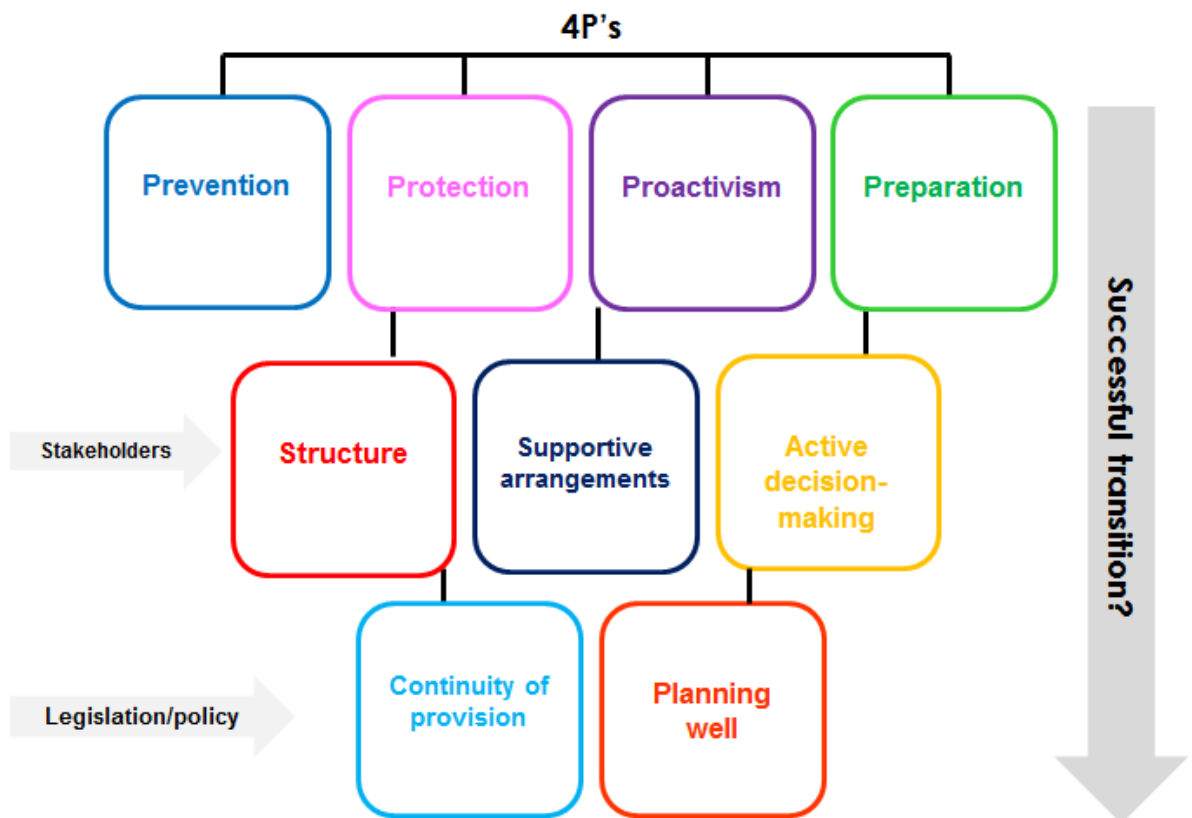 4P's
Prevention
Protection
Proactivism
Preparation
Stakeholders
Structure
Supportive
arrangements
Active
decision-
making
Legislation/policy
Continuity of
provision
Planning
well
Successful transition?